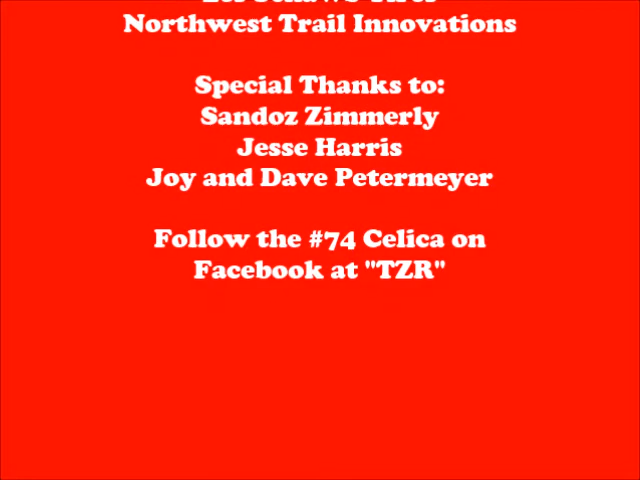 Northwest Trail Innovations
Special Thanks to:
Sandoz Zimmerly
Jesse Harris
Joy and Dave Petermeyer
Follow the #74 Celica on
Facebook at "TZR"